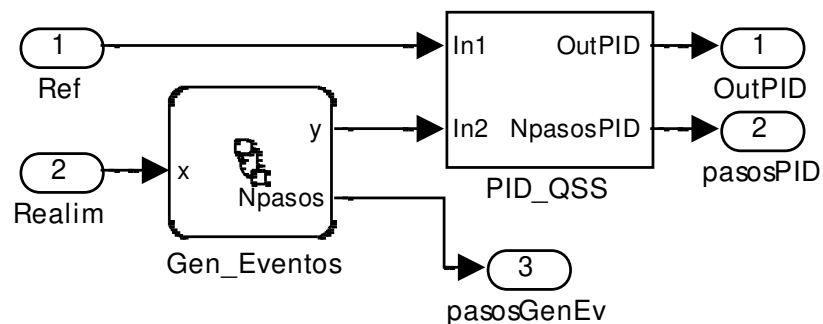 1
Ref
In1
OutPID
1
OutPID
y
In2
NpasosPID
2
pasosPID
PID_QSS
2
Realim
x
Npasos
Gen_Eventos
3
pasosGenEv